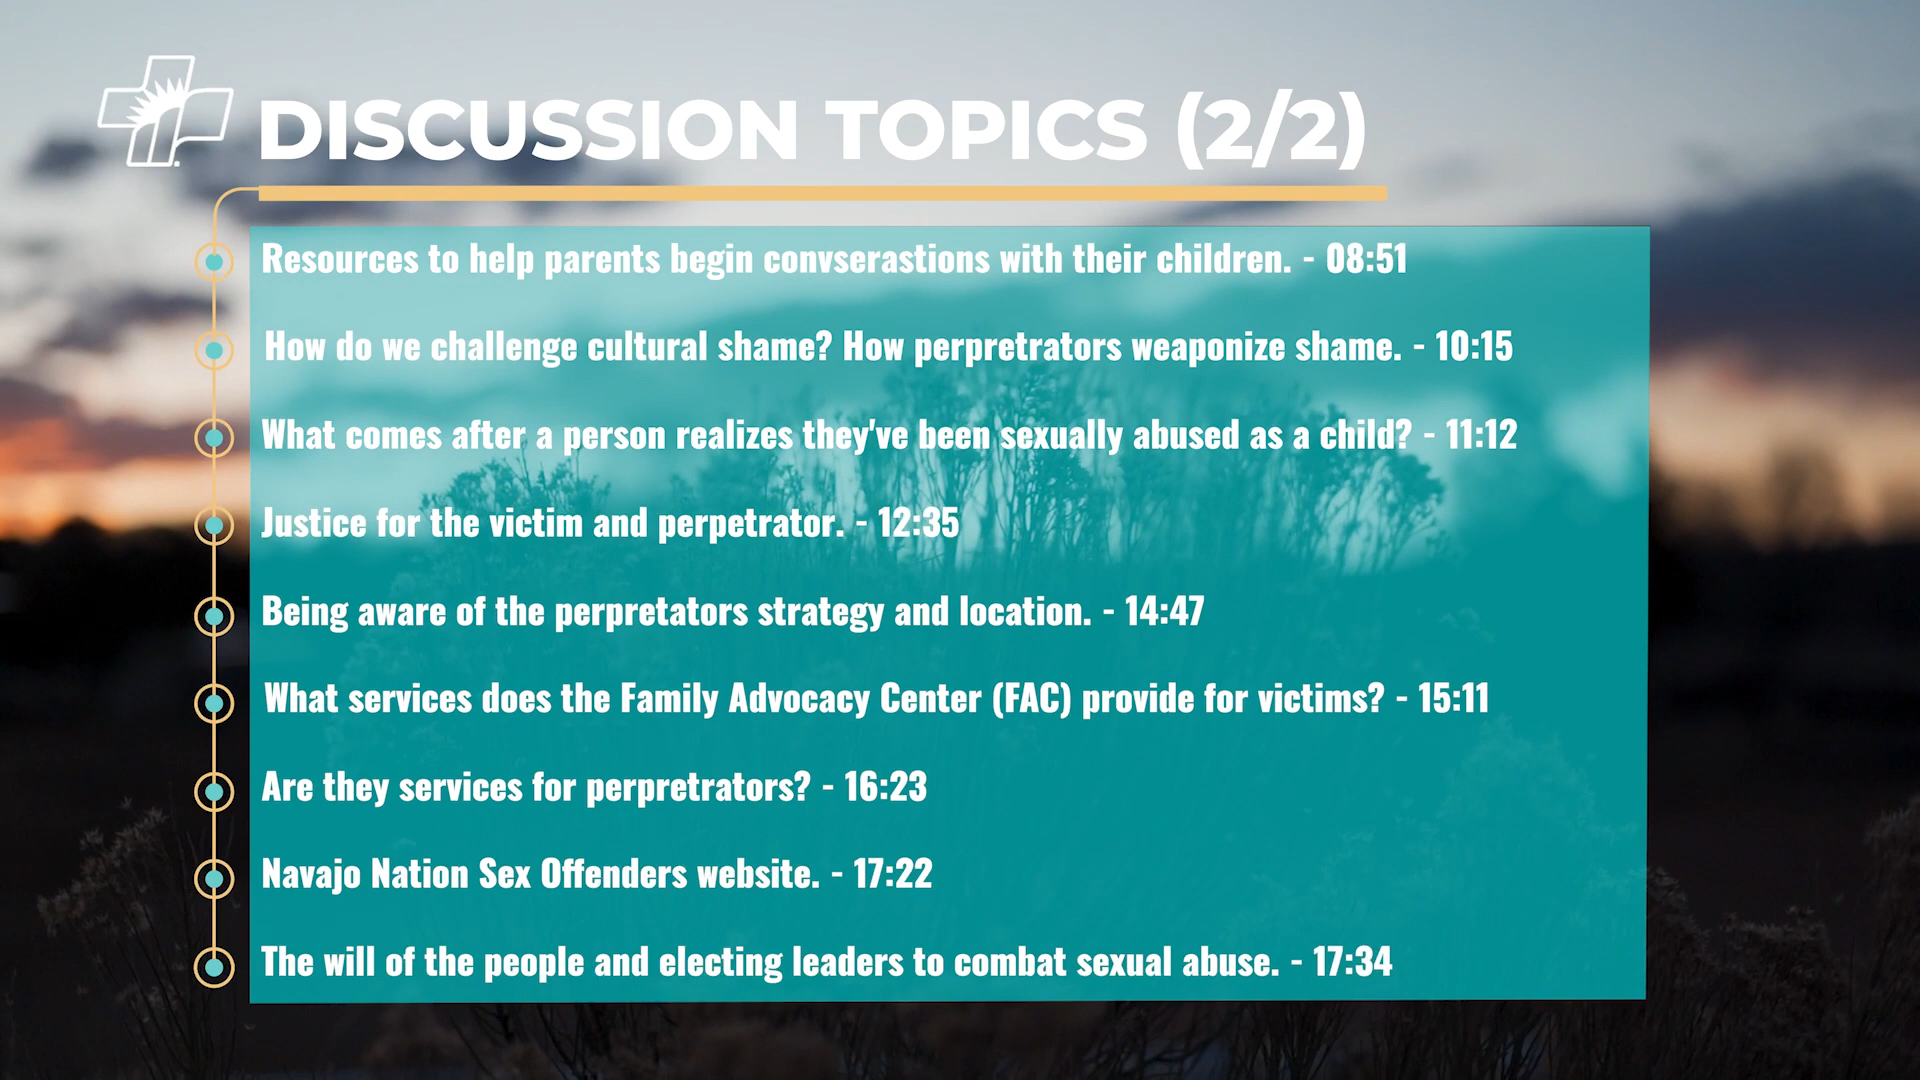 DISCUSSION TOPICS (2/2)
Resources to help parents begin convserastions with their children. - 08:51
How do we challenge cultural shame? How perpretrators weaponize shame. - 10:15
What comes after a person realizes they've been sexually abused as a child? - 11:12
Justice for the victim and perpetrator. - 12:35
Being aware of the perpretators strategy and location. - 14:47
What services does the Family Advocacy Center (FAC) provide for victims? - 15:11
Are they services for perpretrators? - 16:23
Navajo Nation Sex Offenders website. - 17:22
The will of the people and electing leaders to combat sexual abuse. - 17:34